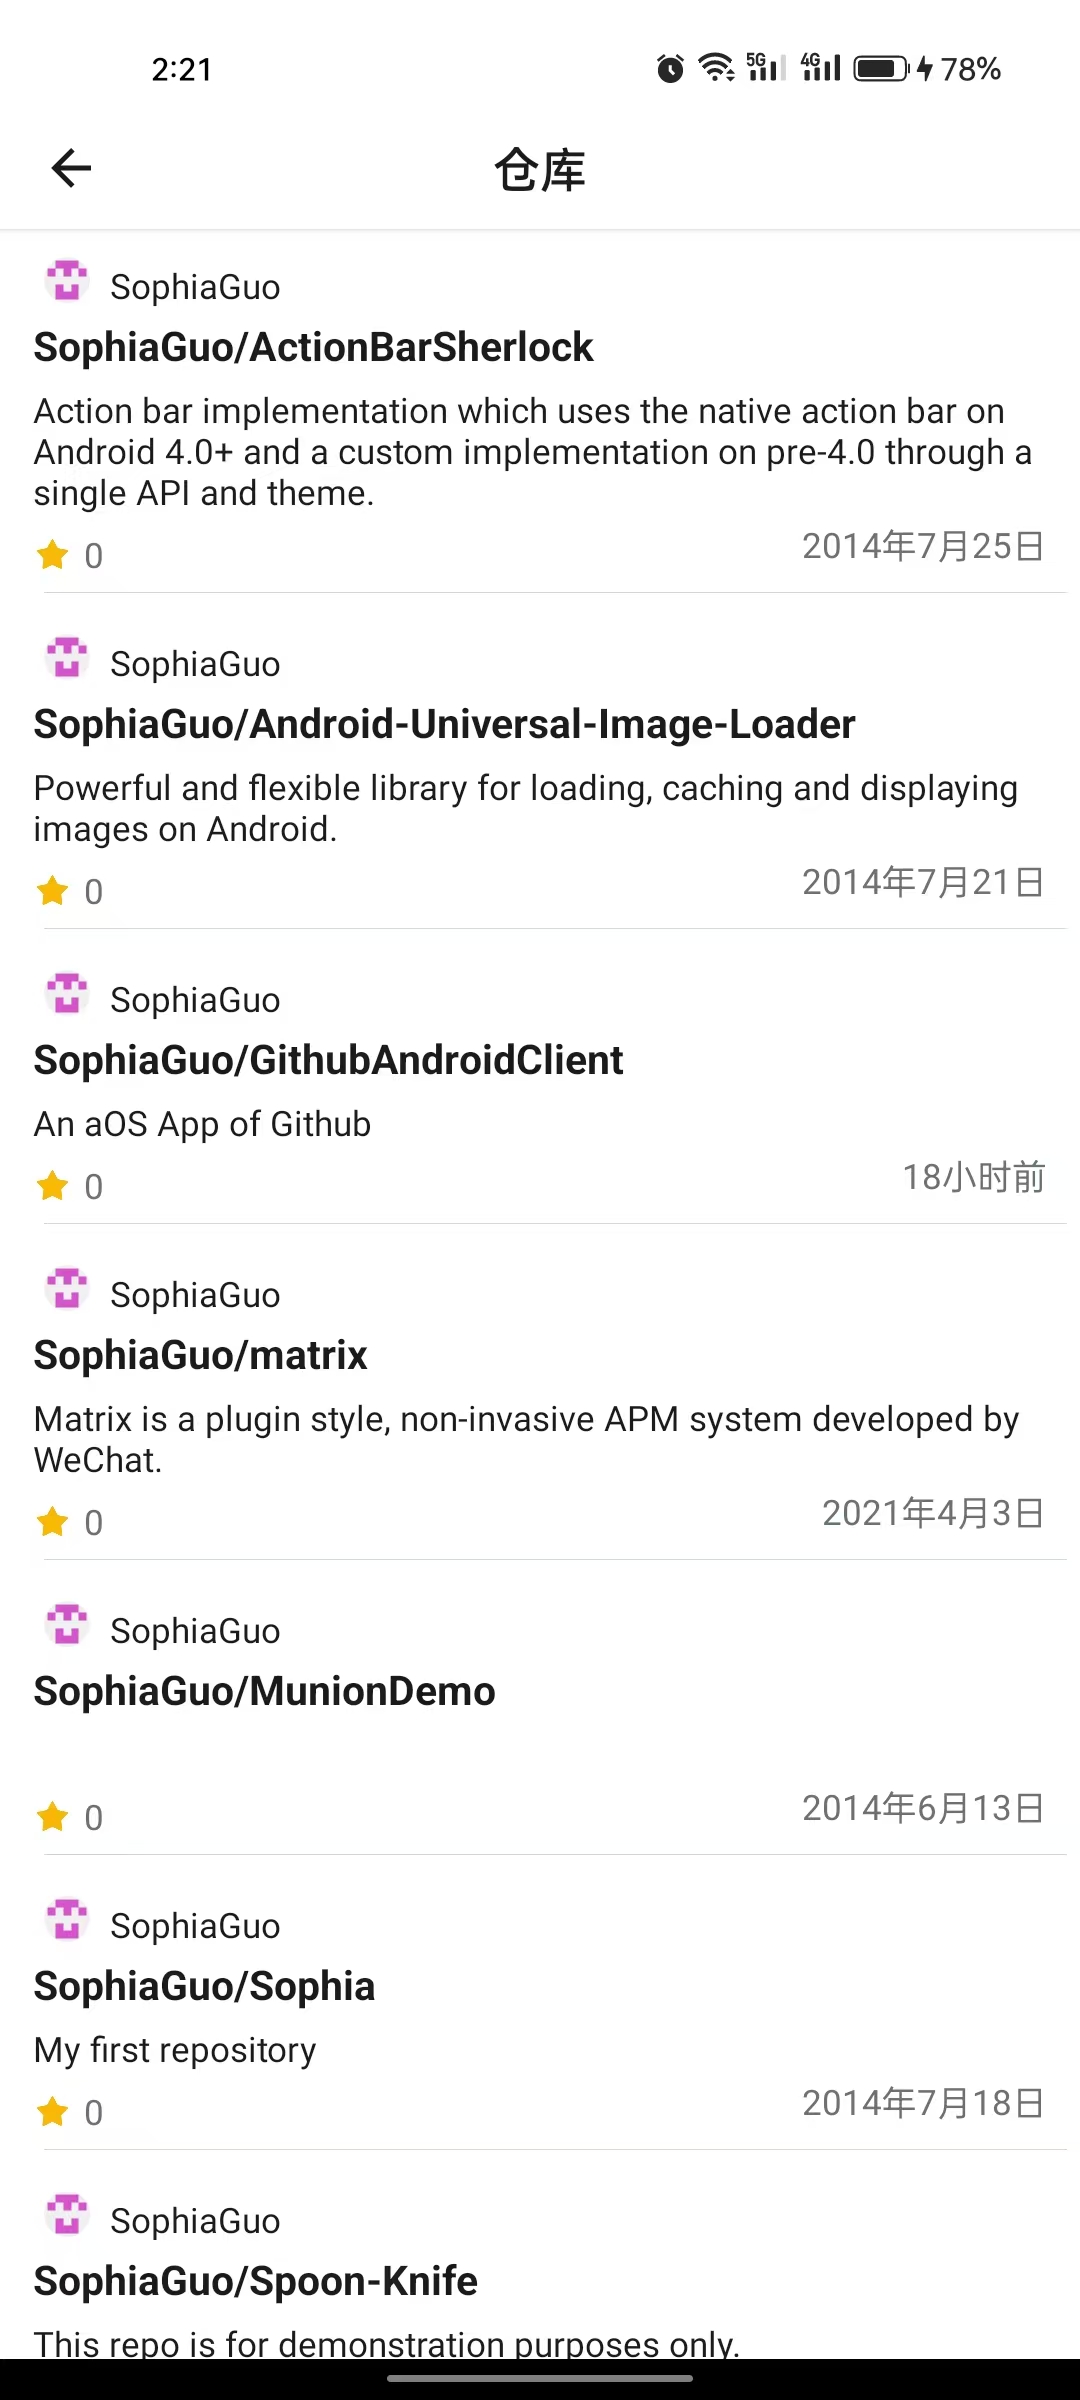 2:21
5G 4G 78%
仓库
SophiaGuo
SophiaGuo/ActionBarSherlock
Action bar implementation which uses the native action bar on
Android 4.0+ and a custom implementation on pre-4.0 through a
single API and theme.
0 2014年7月25日
SophiaGuo
SophiaGuo/Android-Universal-Image-Loader
Powerful and flexible library for loading, caching and displaying
images on Android.
0 2014年7月21日
SophiaGuo
SophiaGuo/GithubAndroidClient
An aOS App of Github
0 18小时前
SophiaGuo
SophiaGuo/matrix
Matrix is a plugin style, non-invasive APM system developed by
WeChat.
0 2021年4月3日
SophiaGuo
SophiaGuo/MunionDemo
0 2014年6月13日
SophiaGuo
SophiaGuo/Sophia
My first repository
0 2014年7月18日
SophiaGuo
SophiaGuo/Spoon-Knife
This repo is for demonstration purposes only.